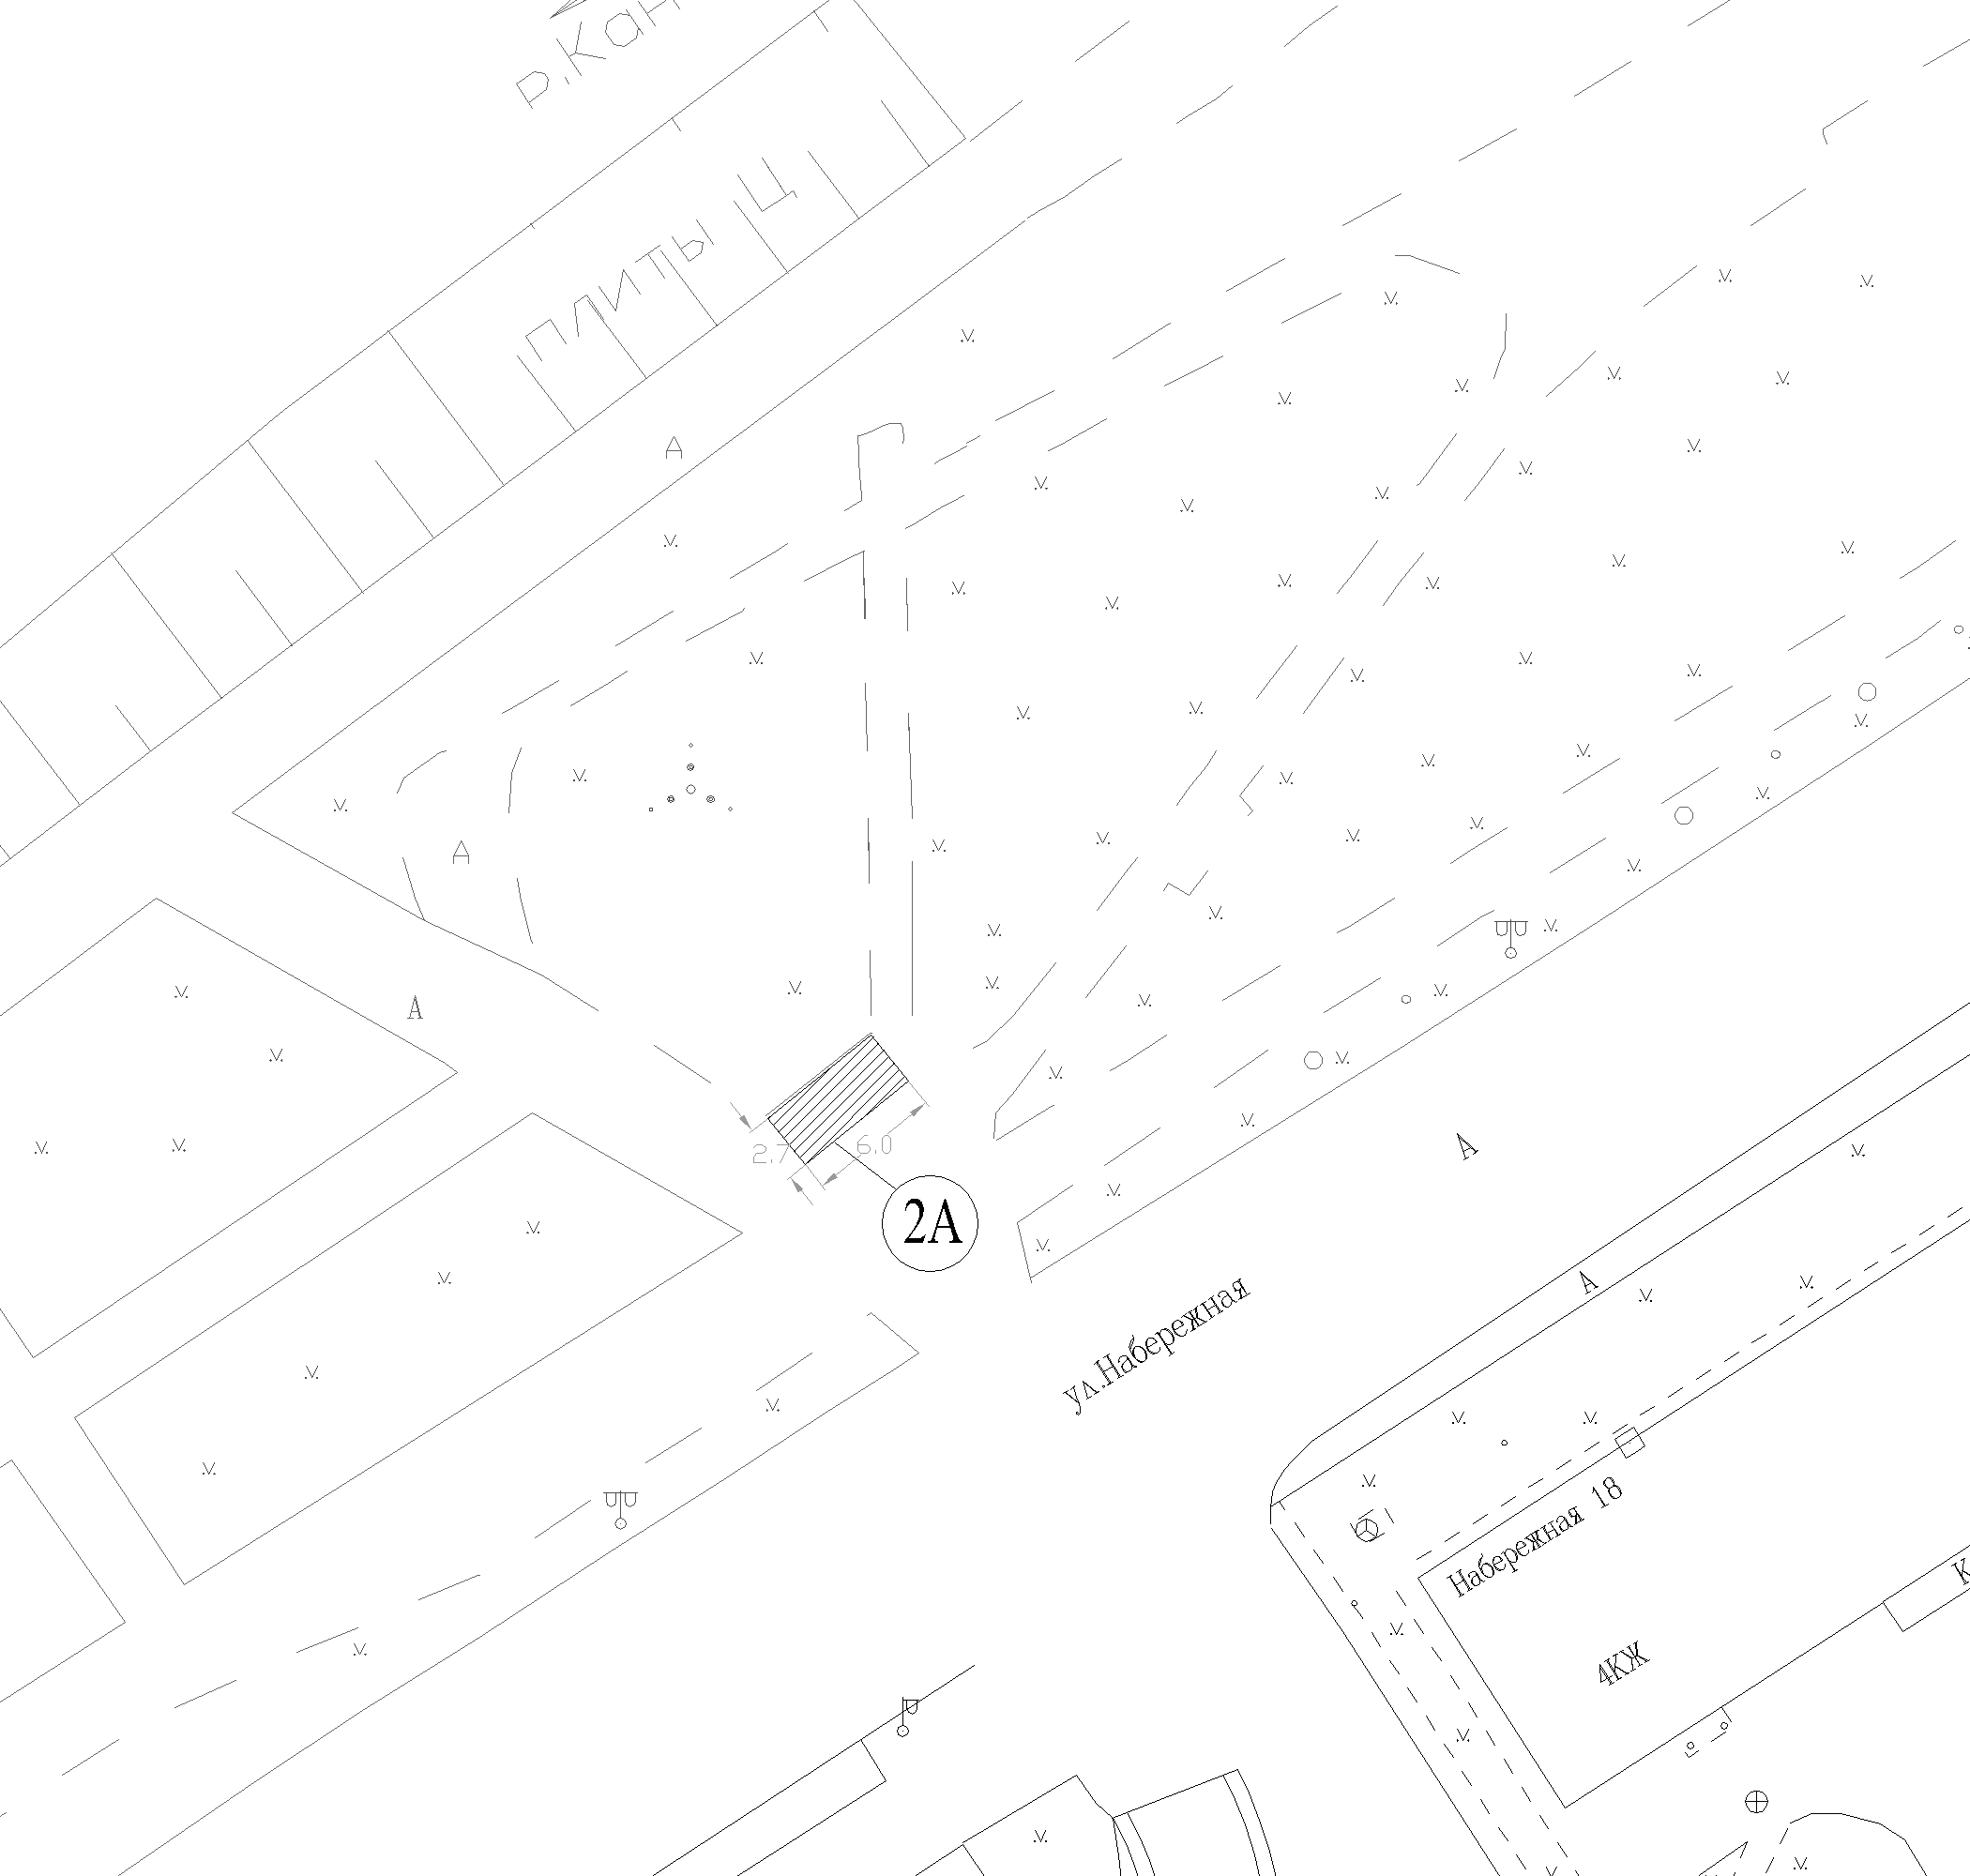 р.Кан
ПЛИТЫ Ц
А
А
А
2.7
6.0
2А
А
ул.Набережная
А
Набережная 18
К
4КЖ